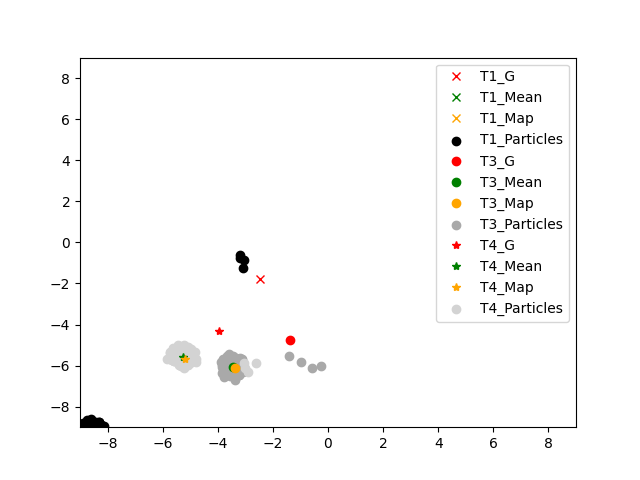 8
6
4
2
0
−2
−4
−6
−8
−8 −6 −4 −2 0 2 4 6 8
T1_G
T1_Mean
T1_Map
T1_Particles
T3_G
T3_Mean
T3_Map
T3_Particles
T4_G
T4_Mean
T4_Map
T4_Particles